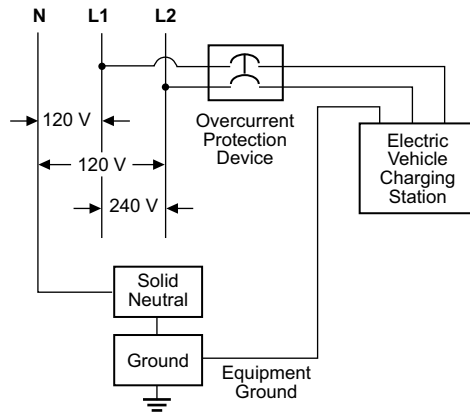 N L1 L2
120 V
120 V
240 V
Overcurrent
Protection
Device
Electric
Vehicle
Charging
Station
Solid
Neutral
Ground
Equipment
Ground